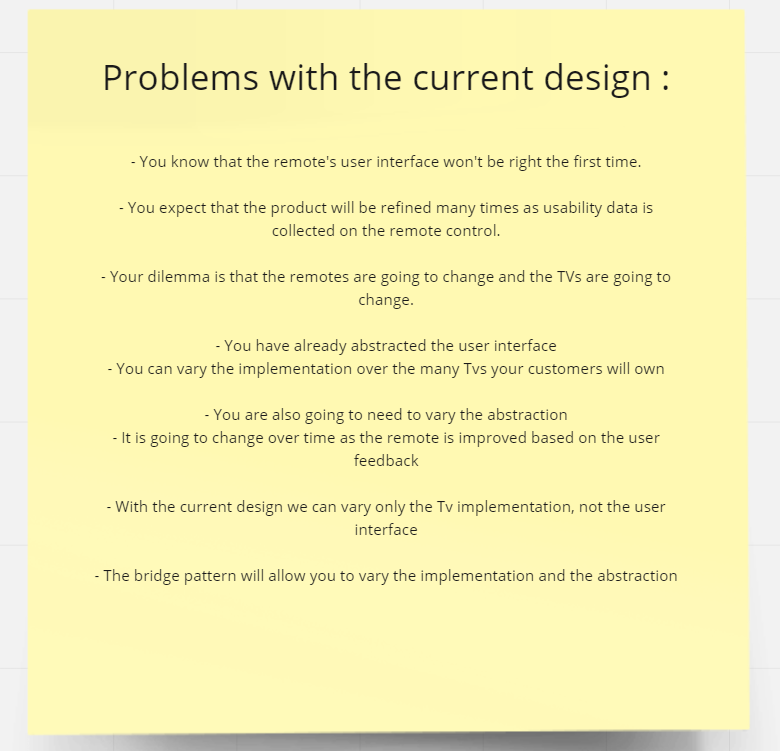 Problems with the current design :
- You know that the remote's user interface won't be right the first time.
- You expect that the product will be refined many times as usability data is
collected on the remote control.
- Your dilemma is that the remotes are going to change and the TVs are going to
change.
- You have already abstracted the user interface
- You can vary the implementation over the many Tvs your customers will own
- You are also going to need to vary the abstraction
- It is going to change over time as the remote is improved based on the user
feedback
- With the current design we can vary only the Tv implementation, not the user
interface
- The bridge pattern will allow you to vary the implementation and the abstraction